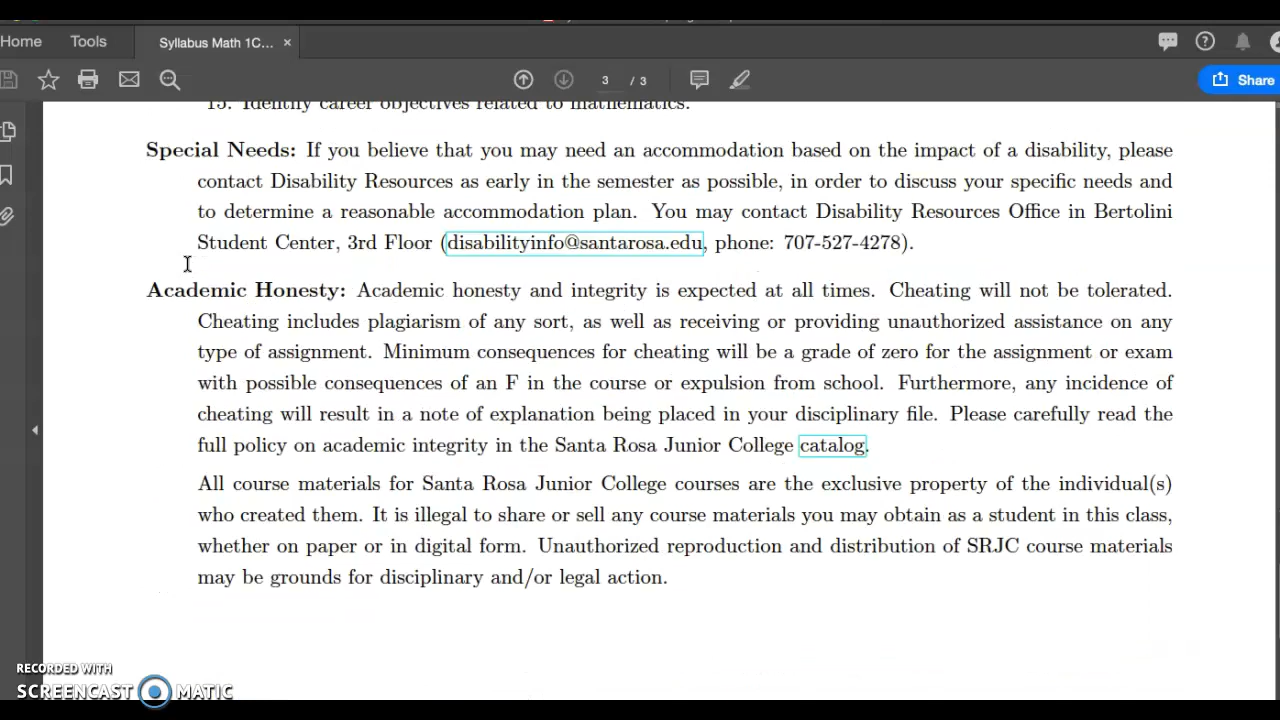 Home Tools Syllabus Math 1C... ×
3 / 3 Share
15. Identify career objectives related to mathematics.
Special Needs: If you believe that you may need an accommodation based on the impact of a disability, please
contact Disability Resources as early in the semester as possible, in order to discuss your specific needs and
to determine a reasonable accommodation plan. You may contact Disability Resources Office in Bertolini
Student Center, 3rd Floor (disabilityinfo@santarosa.edu, phone: 707-527-4278).
Academic Honesty: Academic honesty and integrity is expected at all times. Cheating will not be tolerated.
Cheating includes plagiarism of any sort, as well as receiving or providing unauthorized assistance on any
type of assignment. Minimum consequences for cheating will be a grade of zero for the assignment or exam
with possible consequences of an F in the course or expulsion from school. Furthermore, any incidence of
cheating will result in a note of explanation being placed in your disciplinary file. Please carefully read the
full policy on academic integrity in the Santa Rosa Junior College catalog.
All course materials for Santa Rosa Junior College courses are the exclusive property of the individual(s)
who created them. It is illegal to share or sell any course materials you may obtain as a student in this class,
whether on paper or in digital form. Unauthorized reproduction and distribution of SRJC course materials
may be grounds for disciplinary and/or legal action.
RECORDED WITH
SCREENCAST MATIC